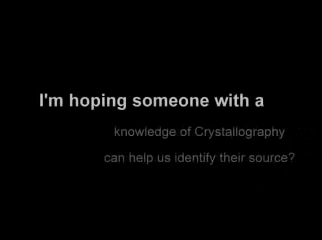 I'm hoping someone with a
knowledge of Crystallography
can help us identify their source?